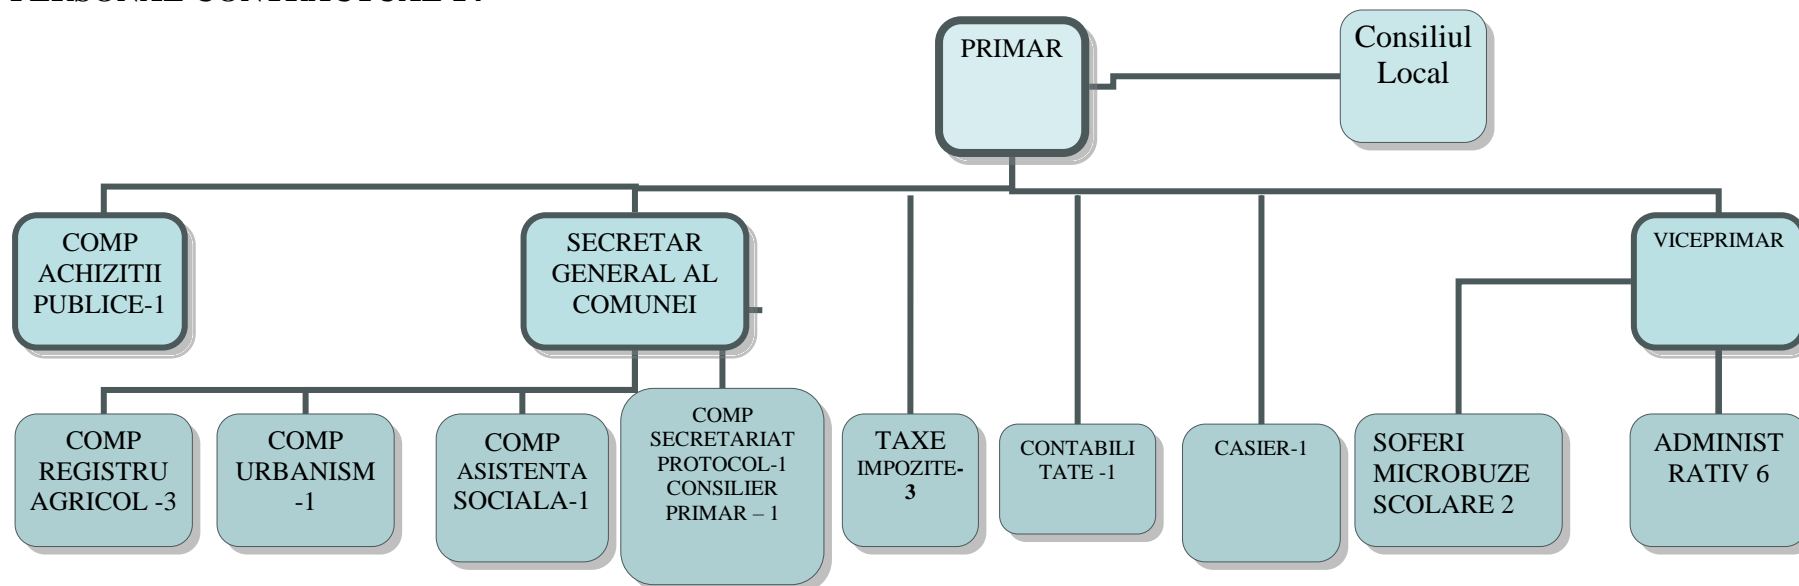 PRIMAR
Consiliul
Local
COMP
ACHIZITII
PUBLICE-1
SECRETAR
GENERAL AL
COMUNEI
VICEPRIMAR
COMP
REGISTRU
AGRICOL -3
COMP
URBANISM
-1
COMP
ASISTENTA
SOCIALA-1
COMP
SECRETARIAT
PROTOCOL-1
CONSILIER
PRIMAR – 1
TAXE
IMPOZITE-
3
CONTABILI
TATE -1
CASIER-1
SOFERI
MICROBUZE
SCOLARE 2
ADMINIST
RATIV 6